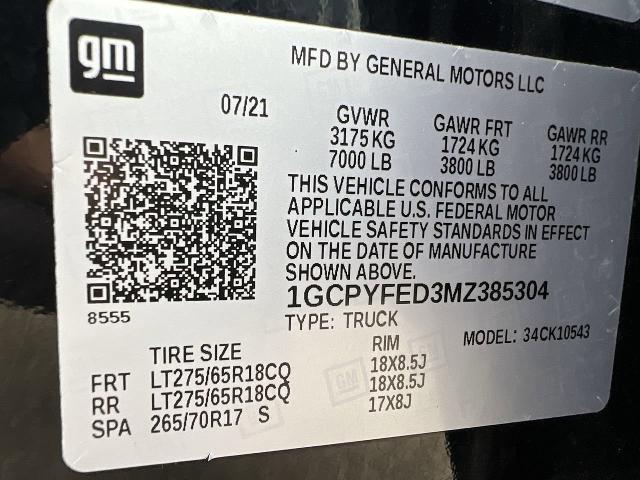 gm
MFD BY GENERAL MOTORS LLC
07/21
GVWR GAWR FRT GAWR RR
3175 KG 1724 KG 1724 KG
7000 LB 3800 LB 3800 LB
THIS VEHICLE CONFORMS TO ALL
APPLICABLE U.S. FEDERAL MOTOR
VEHICLE SAFETY STANDARDS IN EFFECT
ON THE DATE OF MANUFACTURE
SHOWN ABOVE.
8555
1GCPYFED3MZ385304
TYPE: TRUCK
MODEL: 34CK10543
TIRE SIZE RIM
FRT LT275/65R18CQ 18X8.5J
RR LT275/65R18CQ 18X8.5J
SPA 265/70R17 S 17X8J